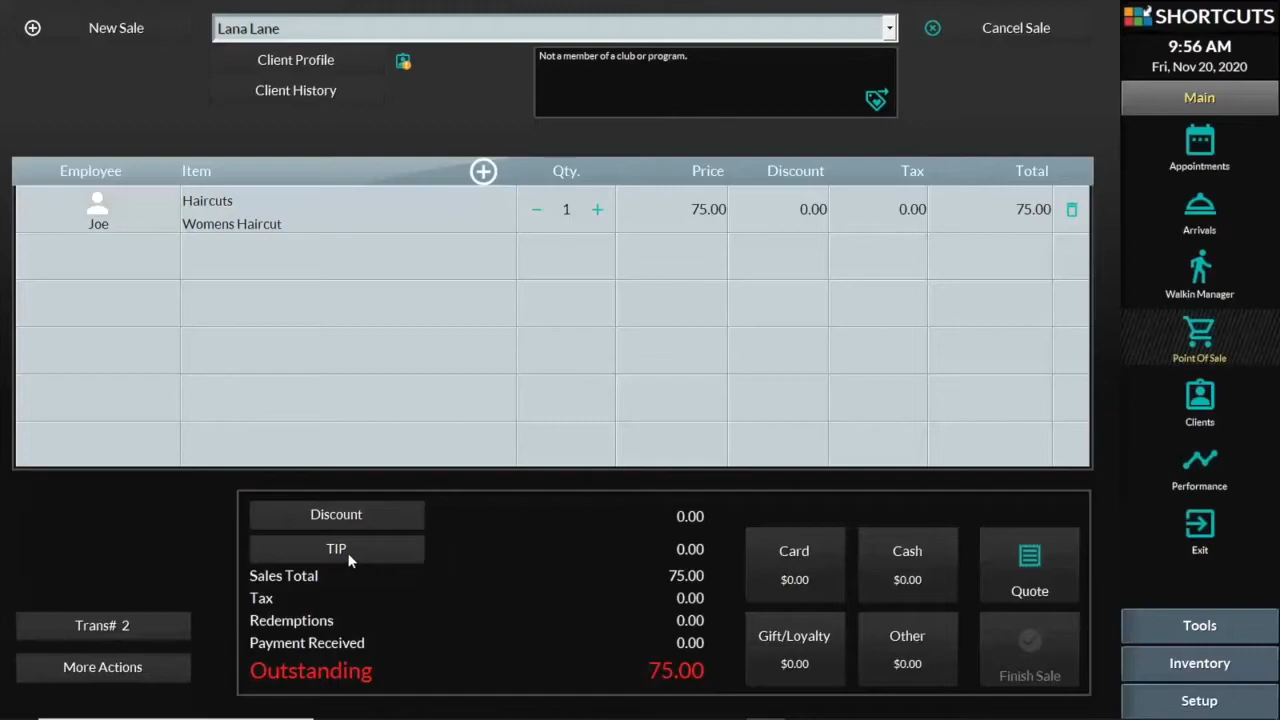 New Sale
Lana Lane
Cancel Sale
Client Profile
Client History
Not a member of a club or program.
SHORTCUTS
9:56 AM
Fri, Nov 20, 2020
Main
Appointments
Arrivals
Walkin Manager
Point Of Sale
Clients
Performance
Exit
Tools
Inventory
Setup
Employee Item Qty. Price Discount Tax Total
Haircuts
Joe Womens Haircut 1 75.00 0.00 0.00 75.00
Discount 0.00
TIP 0.00
Sales Total 75.00
Tax 0.00
Redemptions 0.00
Payment Received 0.00
Outstanding 75.00
Card
$0.00
Cash
$0.00
Quote
Gift/Loyalty
$0.00
Other
$0.00
Finish Sale
Trans# 2
More Actions